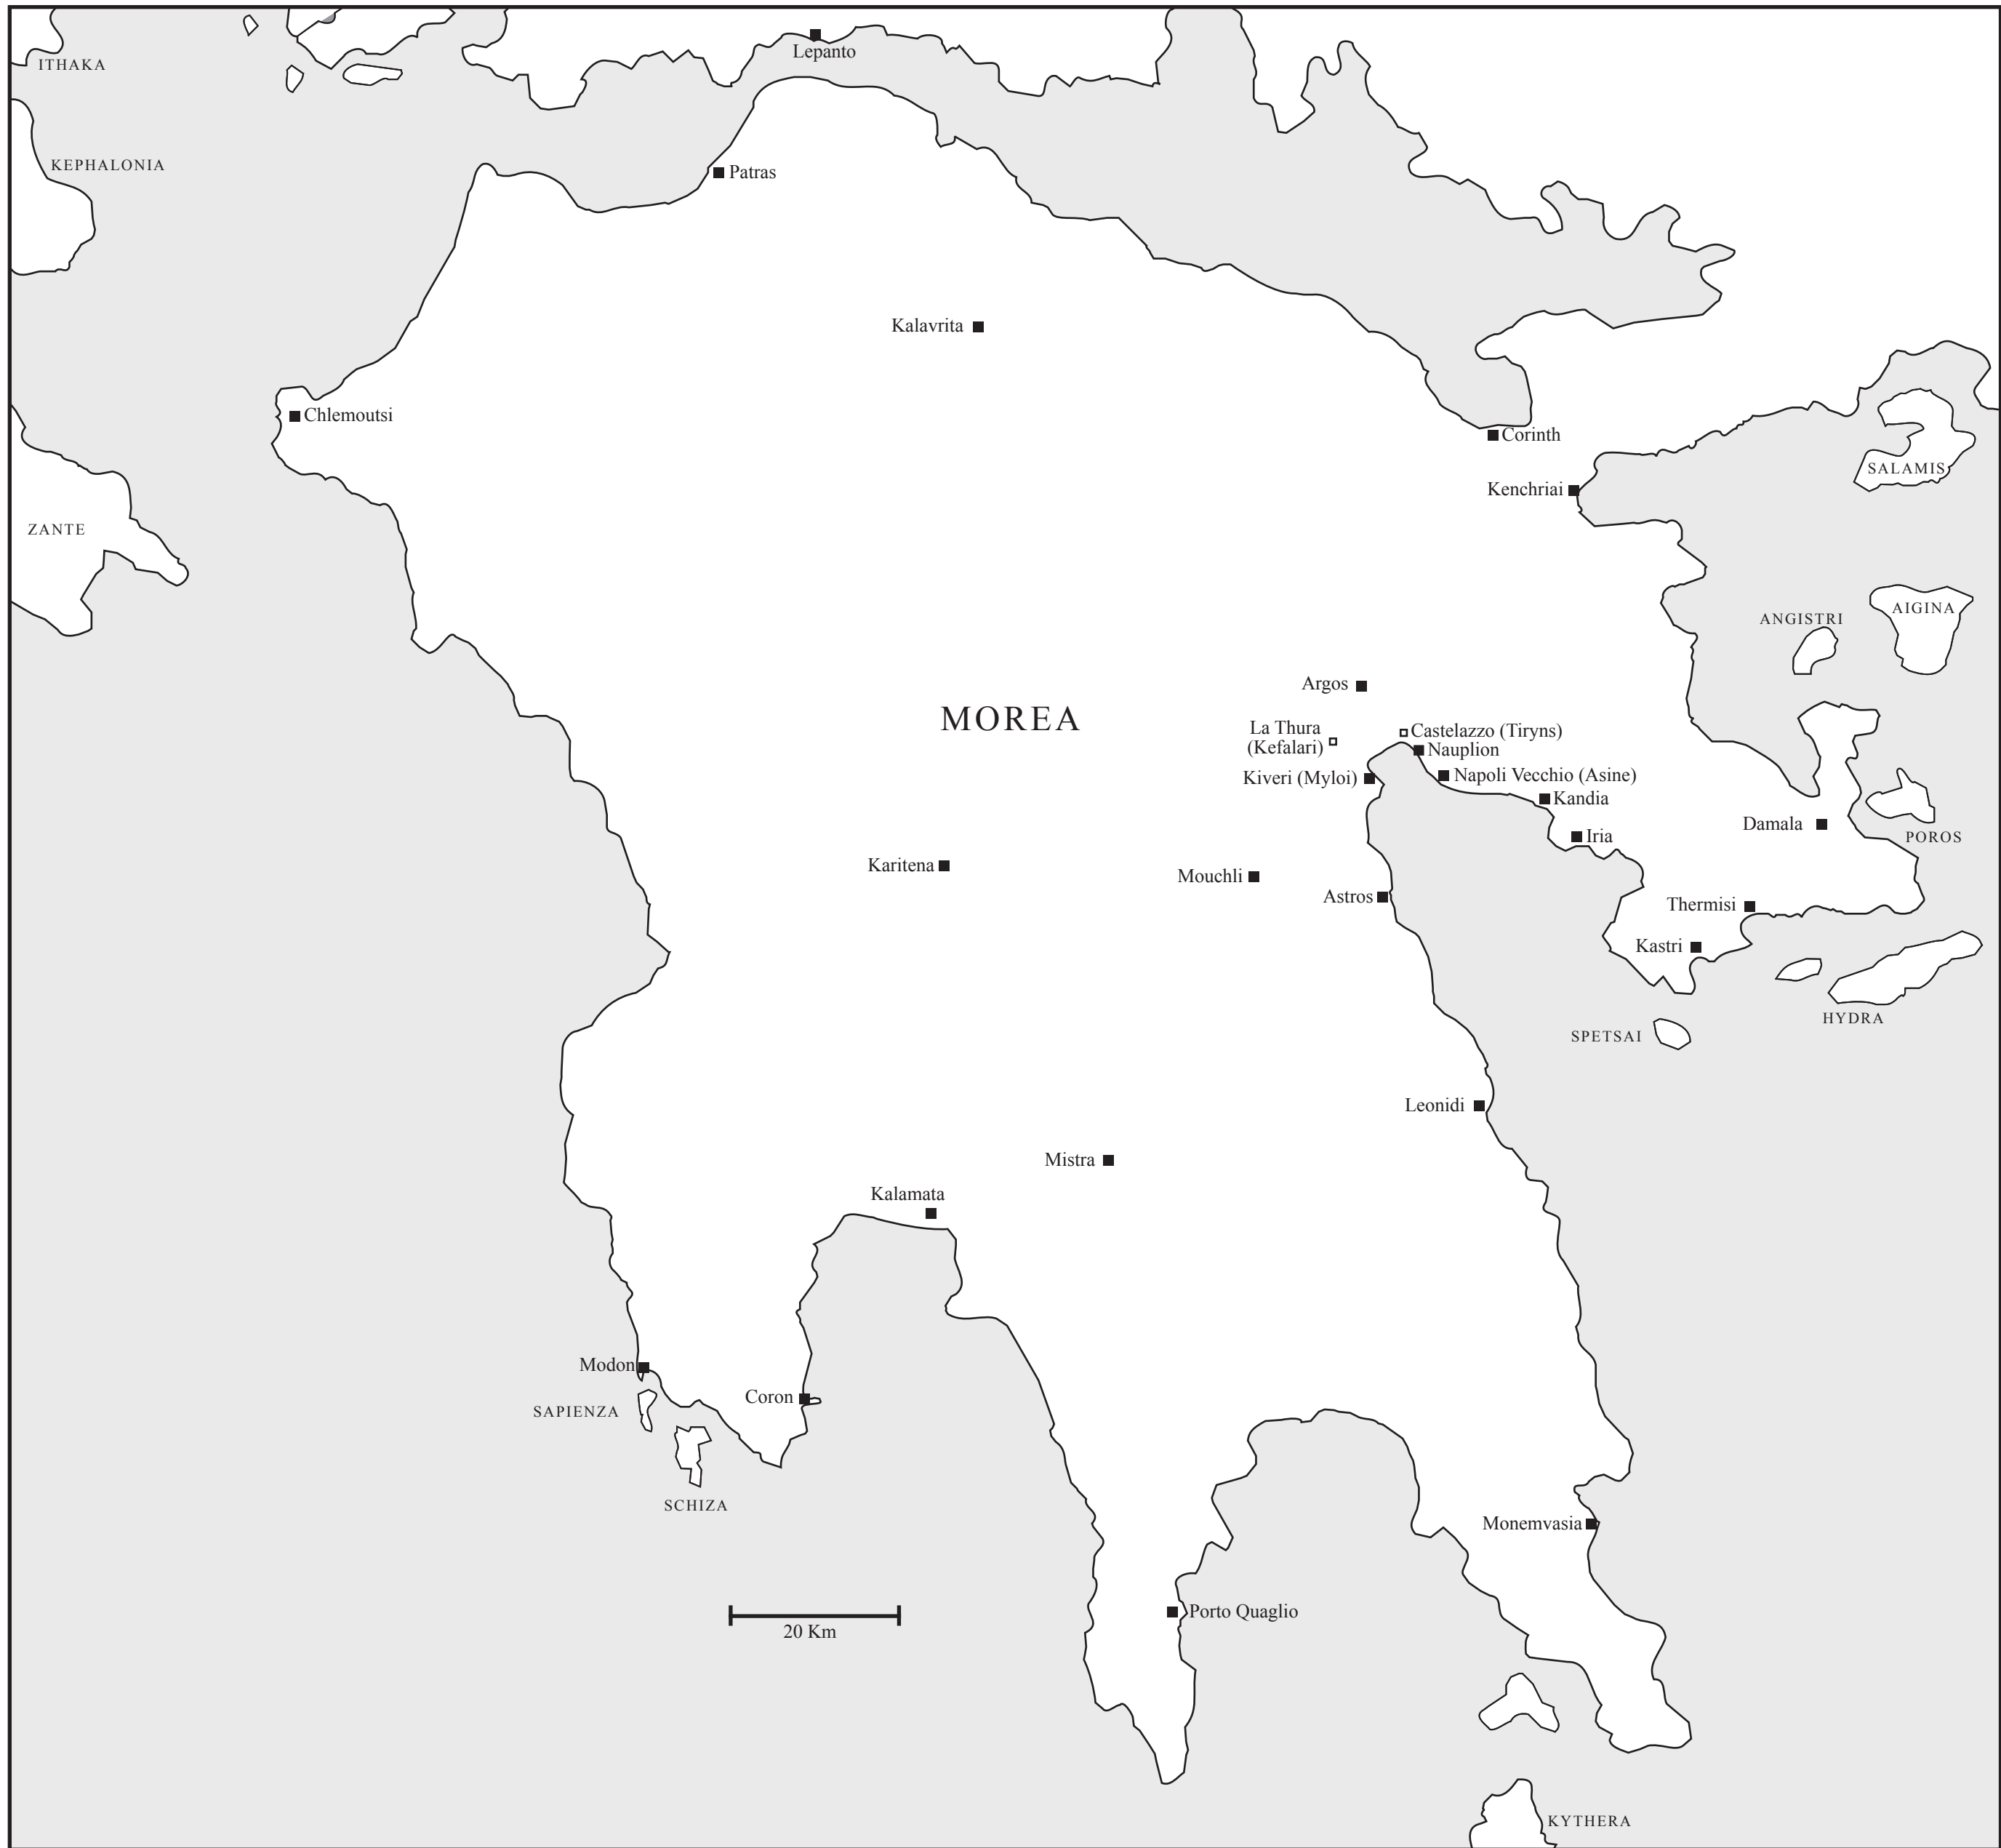 Lepanto
ITHAKA
KEPHALONIA
Patras
Kalavrita
Chlemoutsi
Corinth
SALAMIS
Kenchriai
ZANTE
AIGINA
ANGISTRI
Argos
MOREA
La Thura
(Kefalari)
Castelazzo (Tiryns)
Nauplion
Kiveri (Myloi)
Napoli Vecchio (Asine)
Kandia
Damala
Iria
POROS
Karitena
Mouchli
Astros
Thermisi
Kastri
HYDRA
SPETSAI
Leonidi
Mistra
Kalamata
Modon
Coron
SAPIENZA
SCHIZA
Monemvasia
Porto Quaglio
20 Km
KYTHERA